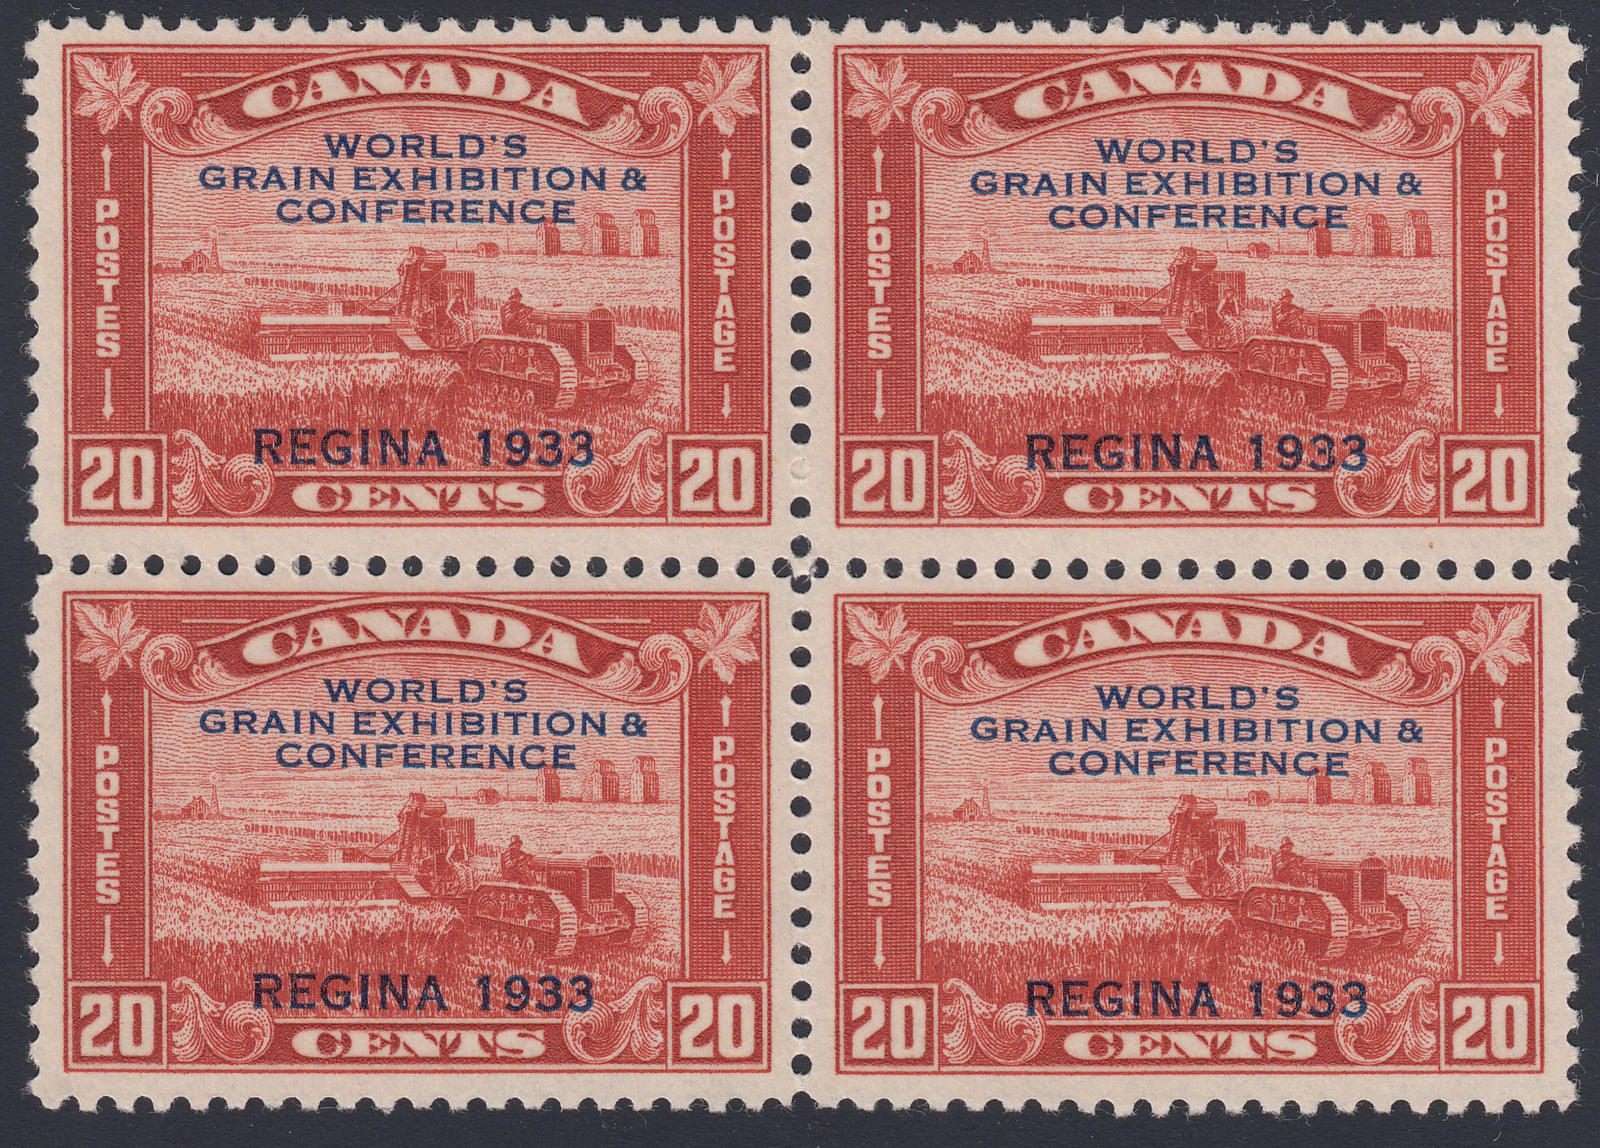 CANADA
WORLD'S
GRAIN EXHIBITION &
CONFERENCE
POSTES
POSTAGE
REGINA 1933
20 CENTS 20
CANADA
WORLD'S
GRAIN EXHIBITION &
CONFERENCE
POSTES
POSTAGE
REGINA 1933
20 CENTS 20
CANADA
WORLD'S
GRAIN EXHIBITION &
CONFERENCE
POSTES
POSTAGE
REGINA 1933
20 CENTS 20
CANADA
WORLD'S
GRAIN EXHIBITION &
CONFERENCE
POSTES
POSTAGE
REGINA 1933
20 CENTS 20